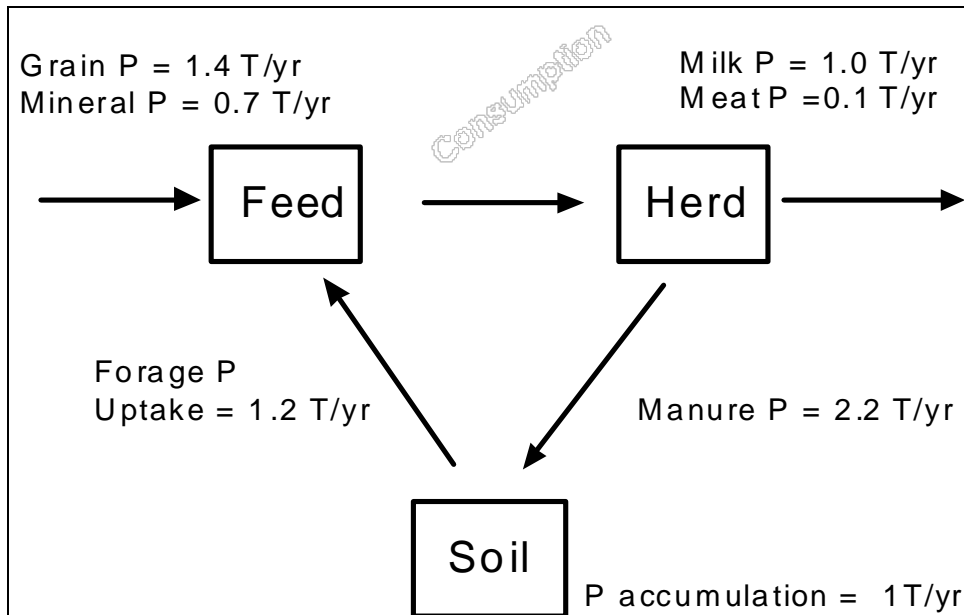 Grain P = 1.4 T/yr
Mineral P = 0.7 T/yr
Consumption
Milk P = 1.0 T/yr
Meat P =0.1 T/yr
Feed
Herd
Forage P
Uptake = 1.2 T/yr
Manure P = 2.2 T/yr
Soil
P accumulation = 1T/yr